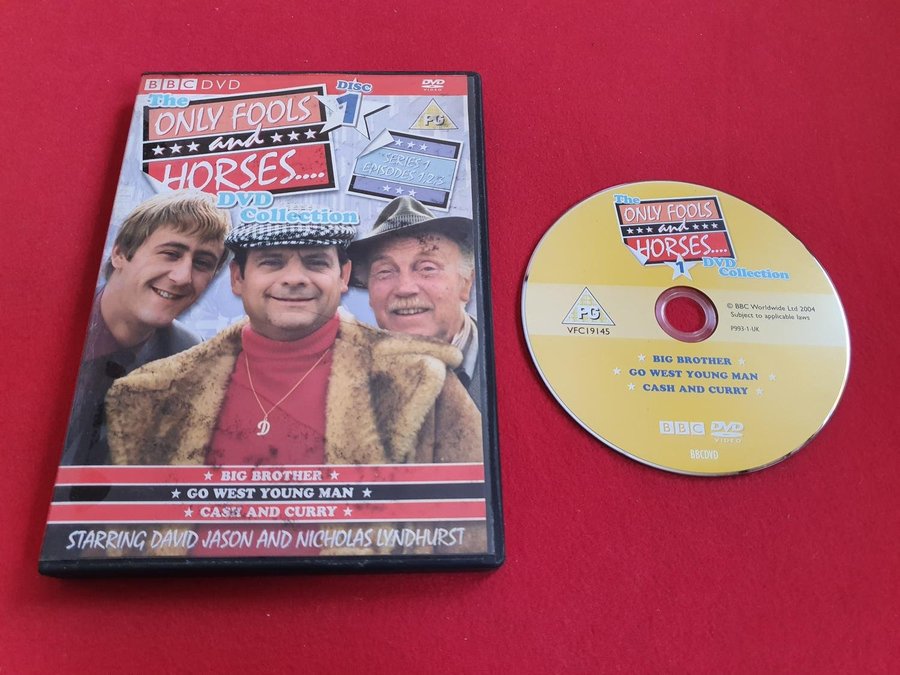 BBC DVD
DISC
1
DVD
VIDEO
The
ONLY FOOLS
and
HORSES....
DVD
Collection
PG
SERIES 1
EPISODES 1,2,3
D
BIG BROTHER
GO WEST YOUNG MAN
CASH AND CURRY
STARRING DAVID JASON AND NICHOLAS LYNDHURST
The
ONLY FOOLS
and
HORSES....
1
DVD
Collection
PG
VFC19145
© BBC Worldwide Ltd 2004
Subject to applicable laws
P993-1-UK
BIG BROTHER
GO WEST YOUNG MAN
CASH AND CURRY
BBC DVD
VIDEO
BBCDVD